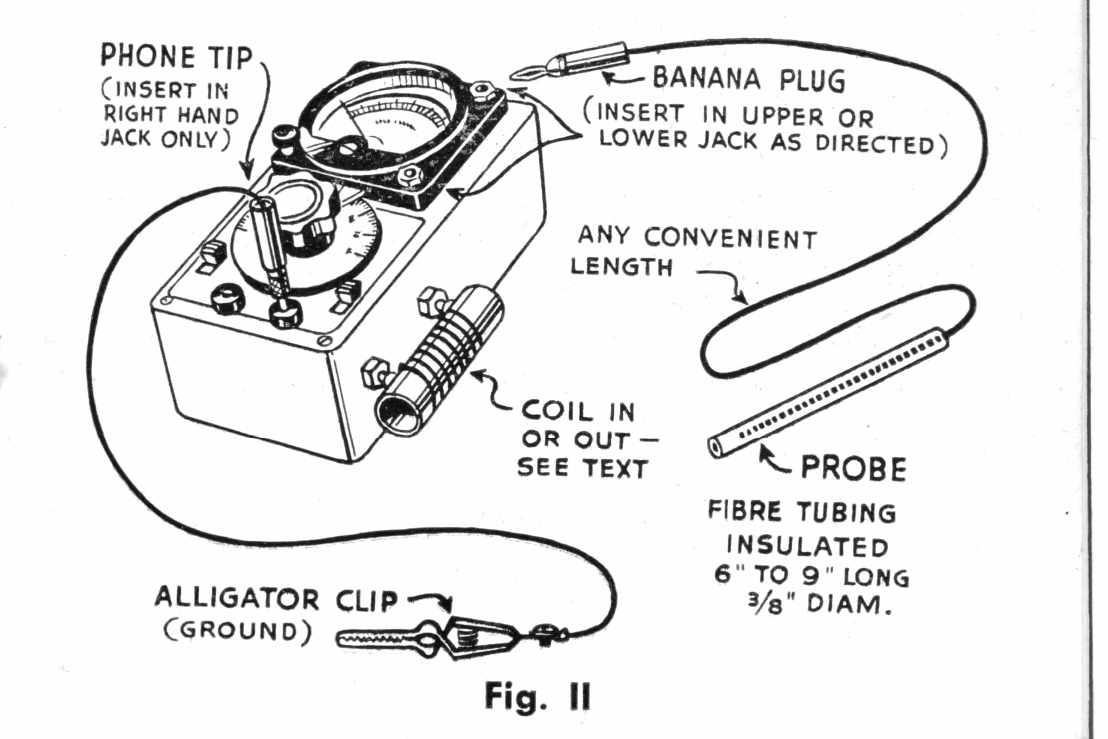 PHONE TIP
(INSERT IN
RIGHT HAND
JACK ONLY)
BANANA PLUG
(INSERT IN UPPER OR
LOWER JACK AS DIRECTED)
ANY CONVENIENT
LENGTH
COIL IN
OR OUT —
SEE TEXT
PROBE
FIBRE TUBING
INSULATED
6" TO 9" LONG
3/8" DIAM.
ALLIGATOR CLIP
(GROUND)
Fig. II